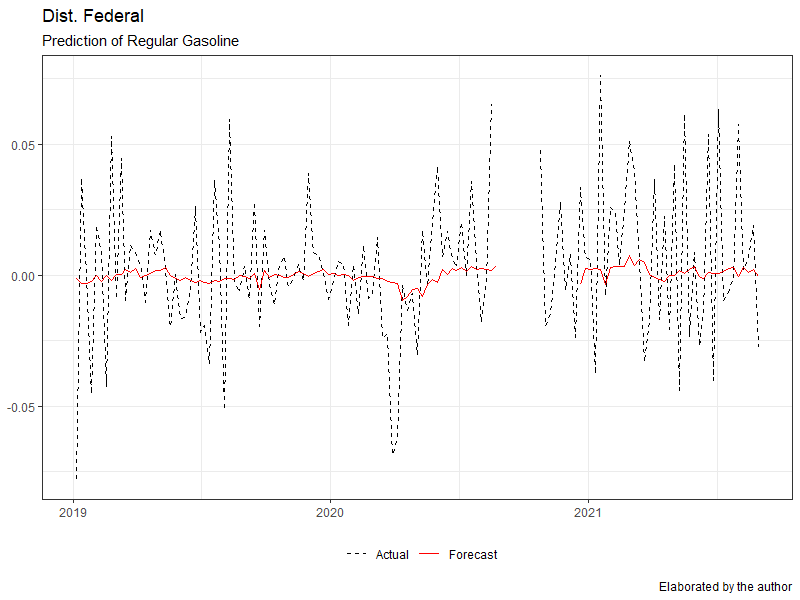 Dist. Federal
Prediction of Regular Gasoline
0.05
0.00
-0.05
2019 2020 2021
Actual Forecast
Elaborated by the author